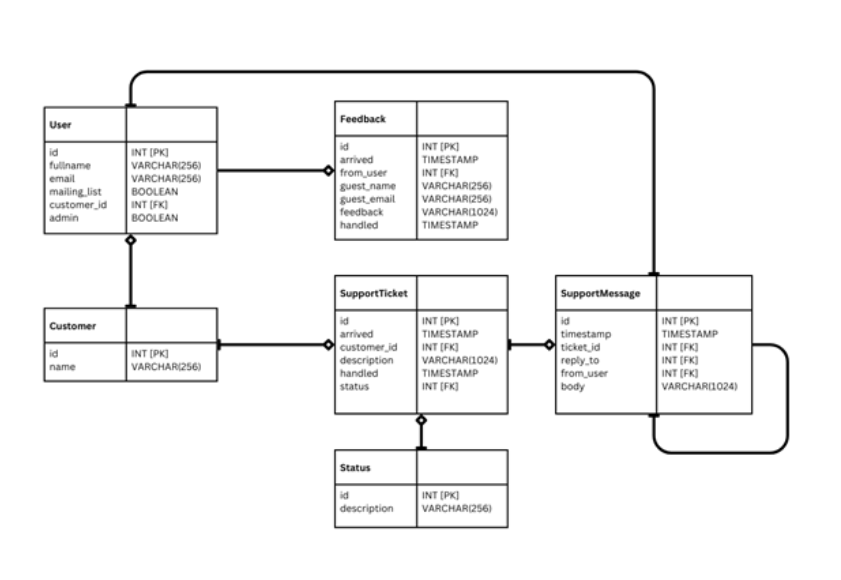 User
id INT [PK]
fullname VARCHAR(256)
email VARCHAR(256)
mailing_list BOOLEAN
customer_id INT [FK]
admin BOOLEAN
Feedback
id INT [PK]
arrived TIMESTAMP
from_user INT [FK]
guest_name VARCHAR(256)
guest_email VARCHAR(256)
feedback VARCHAR(1024)
handled TIMESTAMP
Customer
id INT [PK]
name VARCHAR(256)
SupportTicket
id INT [PK]
arrived TIMESTAMP
customer_id INT [FK]
description VARCHAR(1024)
handled TIMESTAMP
status INT [FK]
SupportMessage
id INT [PK]
timestamp TIMESTAMP
ticket_id INT [FK]
reply_to INT [FK]
from_user INT [FK]
body VARCHAR(1024)
Status
id INT [PK]
description VARCHAR(256)